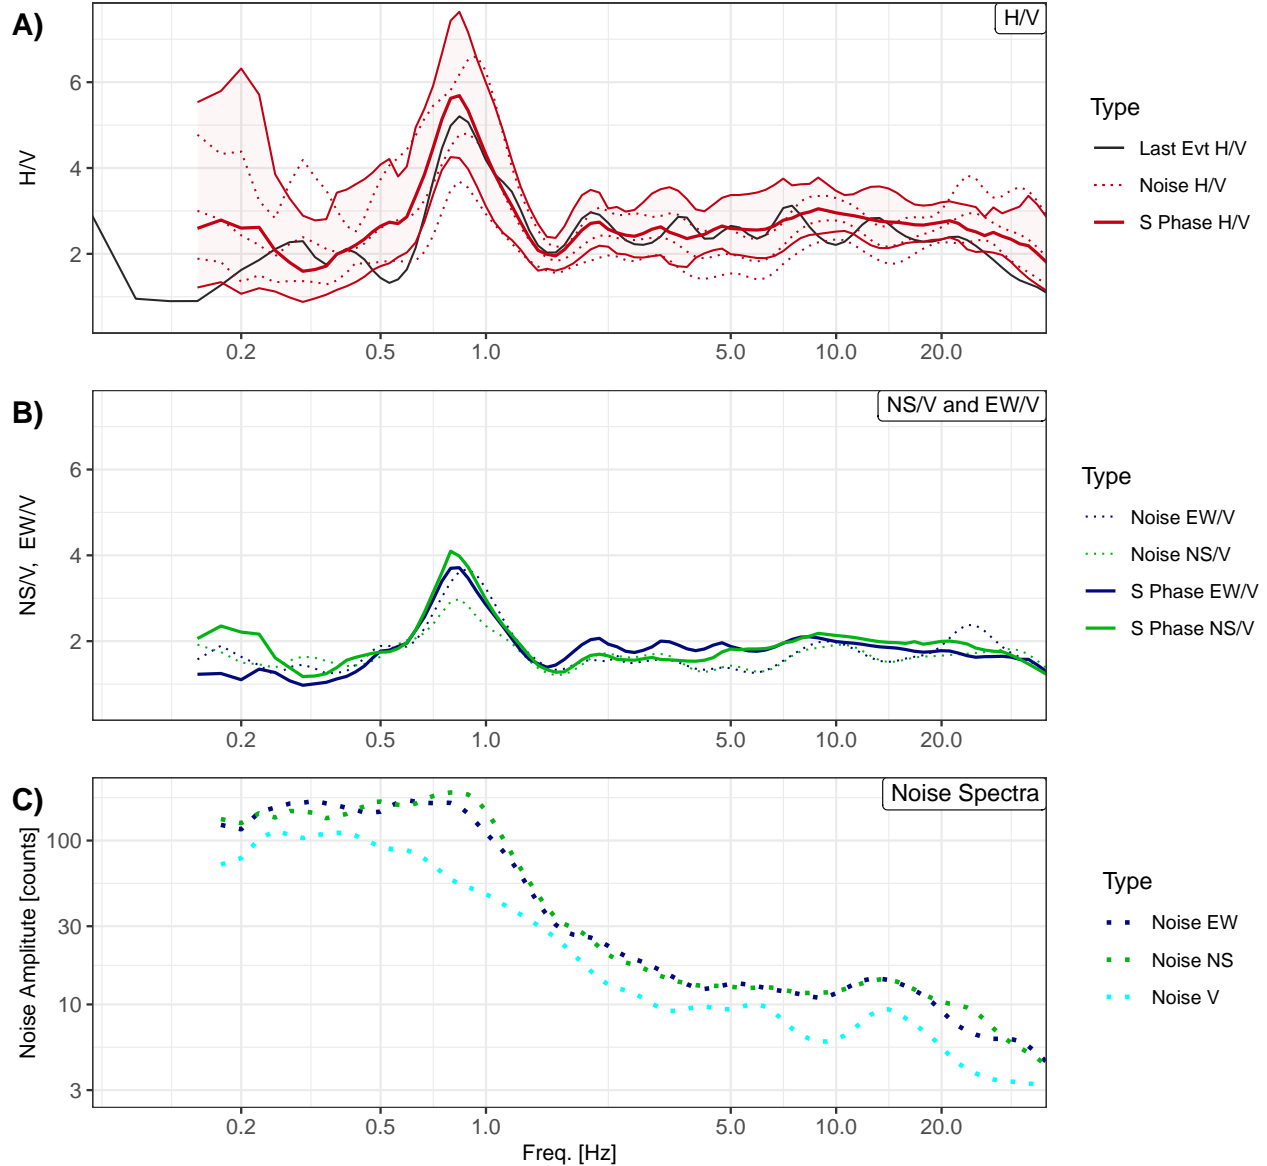 A)
H/V
H/V
6
4
2
0.2 0.5 1.0 5.0 10.0 20.0
Type
Last Evt H/V
Noise H/V
S Phase H/V
B)
NS/V and EW/V
NS/V, EW/V
6
4
2
0.2 0.5 1.0 5.0 10.0 20.0
Type
Noise EW/V
Noise NS/V
S Phase EW/V
S Phase NS/V
C)
Noise Spectra
Noise Amplitute [counts]
100
30
10
3
0.2 0.5 1.0 5.0 10.0 20.0
Freq. [Hz]
Type
Noise EW
Noise NS
Noise V